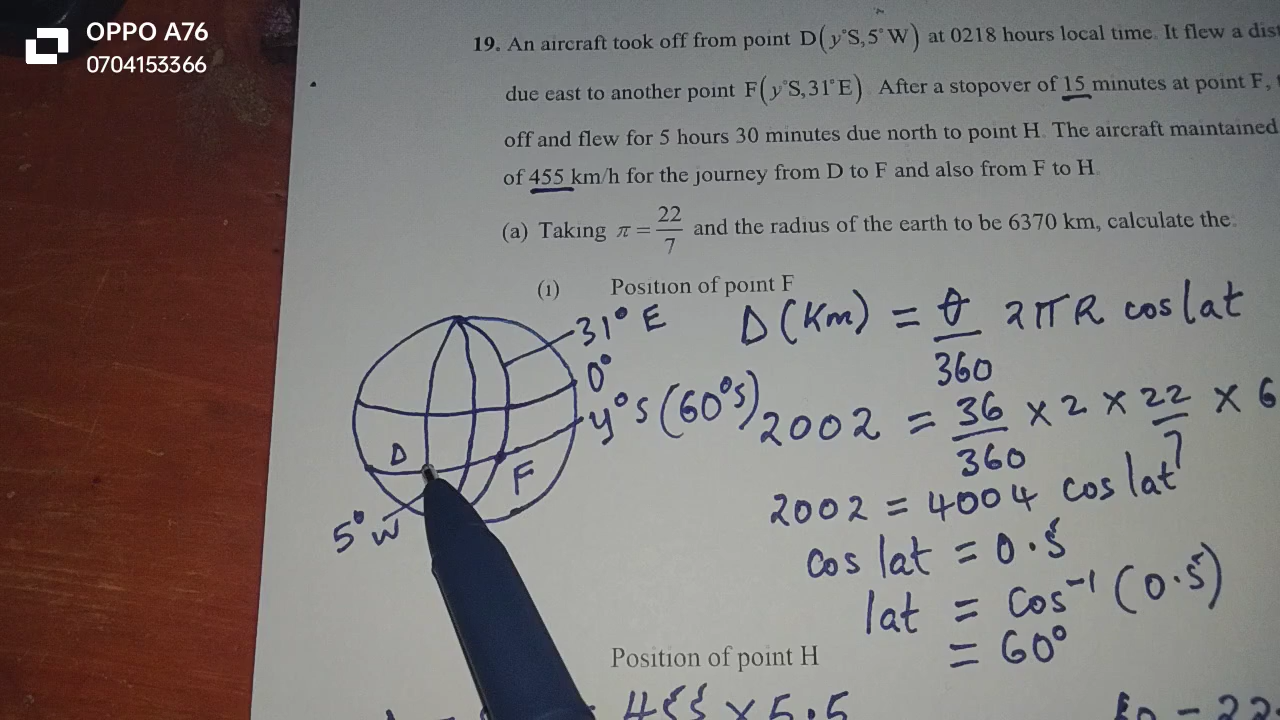 OPPO A76
0704153366
19. An aircraft took off from point D(y°S, 5°W) at 0218 hours local time. It flew a dist
due east to another point F(y°S, 31°E) After a stopover of 15 minutes at point F,
off and flew for 5 hours 30 minutes due north to point H. The aircraft maintained
of 455 km/h for the journey from D to F and also from F to H.
(a) Taking π = 22/7 and the radius of the earth to be 6370 km, calculate the:
(i) Position of point F
31° E
D(Km) = θ/360 2πR cos lat
0°
y°s (60°s)
2002 = 36/360 × 2 × 22/7 × 6
D
F
5° W
2002 = 4004 cos lat
cos lat = 0.5
lat = cos⁻¹ (0.5)
= 60°
Position of point H
455 × 5.5